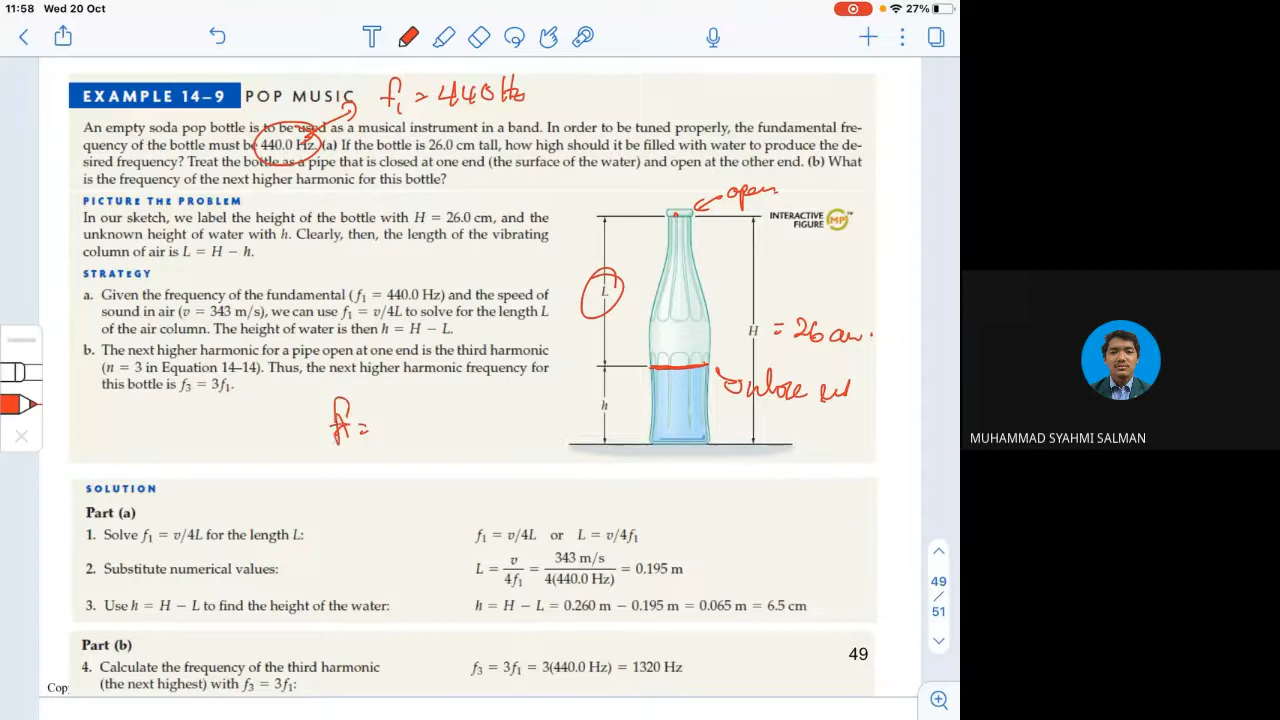 11:58 Wed 20 Oct
27%
EXAMPLE 14–9 POP MUSIC
f₁ = 440 Hz
An empty soda pop bottle is to be used as a musical instrument in a band. In order to be tuned properly, the fundamental fre-
quency of the bottle must be 440.0 Hz. (a) If the bottle is 26.0 cm tall, how high should it be filled with water to produce the de-
sired frequency? Treat the bottle as a pipe that is closed at one end (the surface of the water) and open at the other end. (b) What
is the frequency of the next higher harmonic for this bottle?
PICTURE THE PROBLEM
In our sketch, we label the height of the bottle with H = 26.0 cm, and the
unknown height of water with h. Clearly, then, the length of the vibrating
column of air is L = H − h.
STRATEGY
a. Given the frequency of the fundamental (f₁ = 440.0 Hz) and the speed of
sound in air (v = 343 m/s), we can use f₁ = v/4L to solve for the length L
of the air column. The height of water is then h = H − L.
b. The next higher harmonic for a pipe open at one end is the third harmonic
(n = 3 in Equation 14–14). Thus, the next higher harmonic frequency for
this bottle is f₃ = 3f₁.
f₁ =
open
INTERACTIVE
FIGURE MP™
L
H = 26 cm.
close end
h
MUHAMMAD SYAHMI SALMAN
SOLUTION
Part (a)
1. Solve f₁ = v/4L for the length L: f₁ = v/4L or L = v/4f₁
2. Substitute numerical values: L = v/4f₁ = 343 m/s / 4(440.0 Hz) = 0.195 m
3. Use h = H − L to find the height of the water: h = H − L = 0.260 m − 0.195 m = 0.065 m = 6.5 cm
Part (b)
4. Calculate the frequency of the third harmonic f₃ = 3f₁ = 3(440.0 Hz) = 1320 Hz
(the next highest) with f₃ = 3f₁:
49
Cop
49
/
51